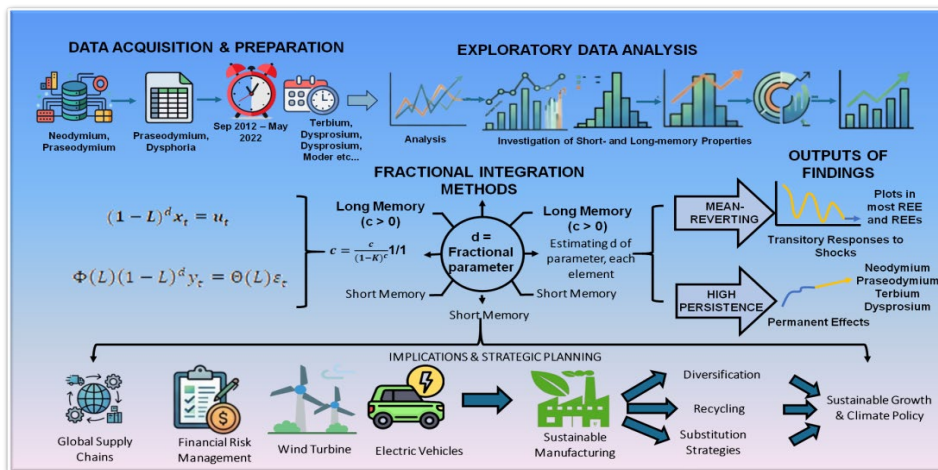 DATA ACQUISITION & PREPARATION
Neodymium,
Praseodymium
Praseodymium,
Dysphoria
Sep 2012 – May
2022
Terbium,
Dysprosium,
Dysprosium,
Moder etc...
EXPLORATORY DATA ANALYSIS
Analysis
Investigation of Short- and Long-memory Properties
FRACTIONAL INTEGRATION
METHODS
(1 − L)^d x_t = u_t
Φ(L)(1 − L)^d y_t = Θ(L)ε_t
Long Memory
(c > 0)
c = c/(1−K)^c 1/1
Short Memory
d =
Fractional
parameter
Long Memory
(c > 0)
Estimating d of
parameter, each
element
Short Memory
Short Memory
OUTPUTS OF
FINDINGS
MEAN-
REVERTING
Plots in
most REE
and REEs
Transitory Responses to
Shocks
HIGH
PERSISTENCE
Neodymium
Praseodymium
Terbium
Dysprosium
Permanent Effects
IMPLICATIONS & STRATEGIC PLANNING
Global Supply
Chains
Financial Risk
Management
Wind Turbine
Electric Vehicles
Sustainable
Manufacturing
Diversification
Recycling
Substitution
Strategies
Sustainable Growth
& Climate Policy